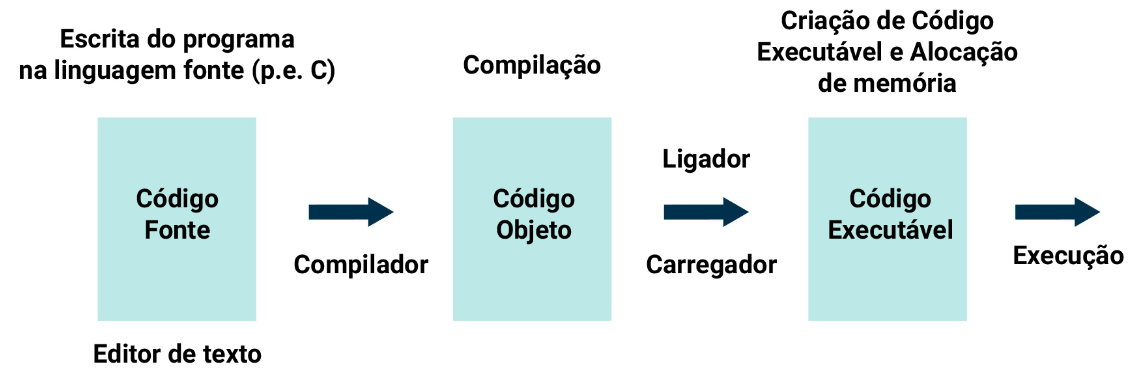 Escrita do programa
na linguagem fonte (p.e. C)
Código
Fonte
Editor de texto
Compilador
Compilação
Código
Objeto
Ligador
Carregador
Criação de Código
Executável e Alocação
de memória
Código
Executável
Execução